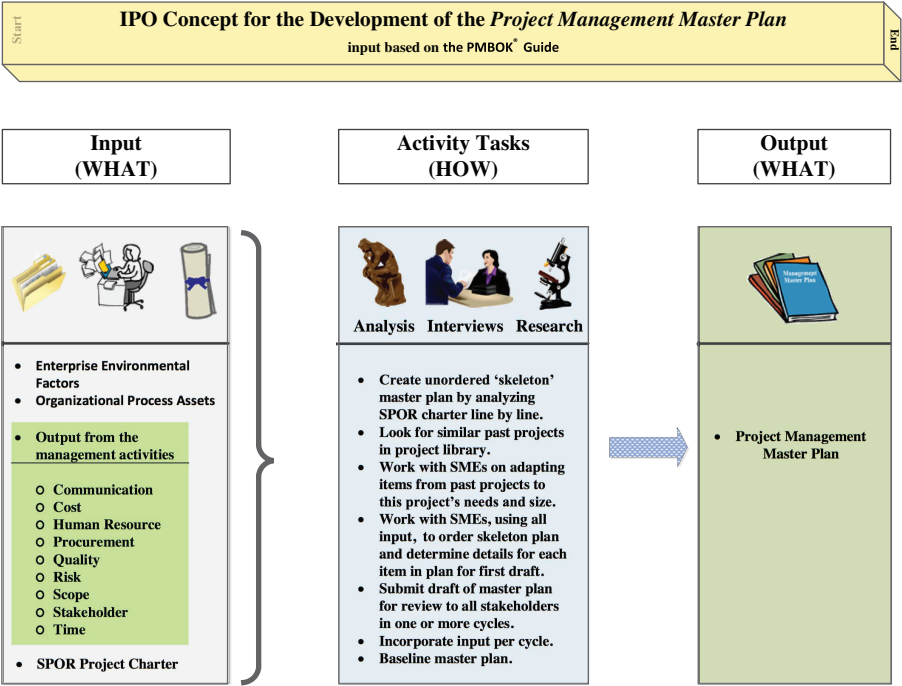 Start
IPO Concept for the Development of the Project Management Master Plan
input based on the PMBOK® Guide
End
Input
(WHAT)
Activity Tasks
(HOW)
Output
(WHAT)
• Enterprise Environmental
Factors
• Organizational Process Assets
• Output from the
management activities
o Communication
o Cost
o Human Resource
o Procurement
o Quality
o Risk
o Scope
o Stakeholder
o Time
• SPOR Project Charter
Analysis Interviews Research
• Create unordered ‘skeleton’
master plan by analyzing
SPOR charter line by line.
• Look for similar past projects
in project library.
• Work with SMEs on adapting
items from past projects to
this project’s needs and size.
• Work with SMEs, using all
input, to order skeleton plan
and determine details for each
item in plan for first draft.
• Submit draft of master plan
for review to all stakeholders
in one or more cycles.
• Incorporate input per cycle.
• Baseline master plan.
Management
Master Plan
• Project Management
Master Plan